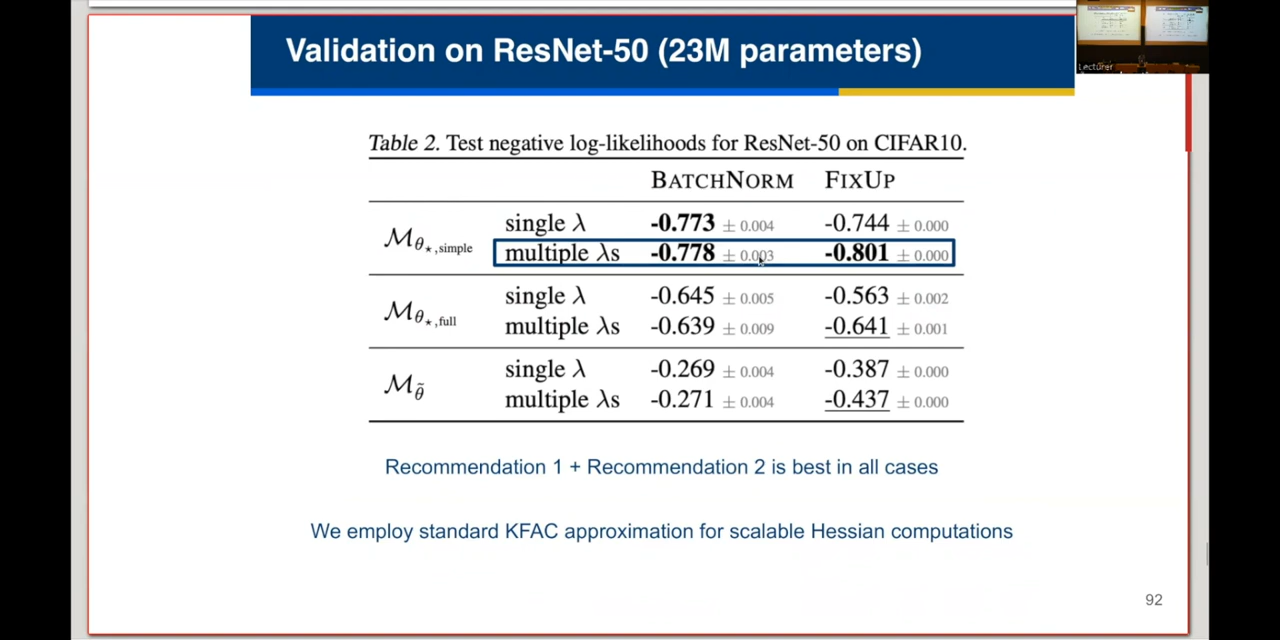 Validation on ResNet-50 (23M parameters)
Lecturer
Table 2. Test negative log-likelihoods for ResNet-50 on CIFAR10.
BATCHNORM FIXUP
single λ -0.773 ± 0.004 -0.744 ± 0.000
ℳθ⋆,simple
multiple λs -0.778 ± 0.003 -0.801 ± 0.000
single λ -0.645 ± 0.005 -0.563 ± 0.002
ℳθ⋆,full
multiple λs -0.639 ± 0.009 -0.641 ± 0.001
single λ -0.269 ± 0.004 -0.387 ± 0.000
ℳθ̃
multiple λs -0.271 ± 0.004 -0.437 ± 0.000
Recommendation 1 + Recommendation 2 is best in all cases
We employ standard KFAC approximation for scalable Hessian computations
92